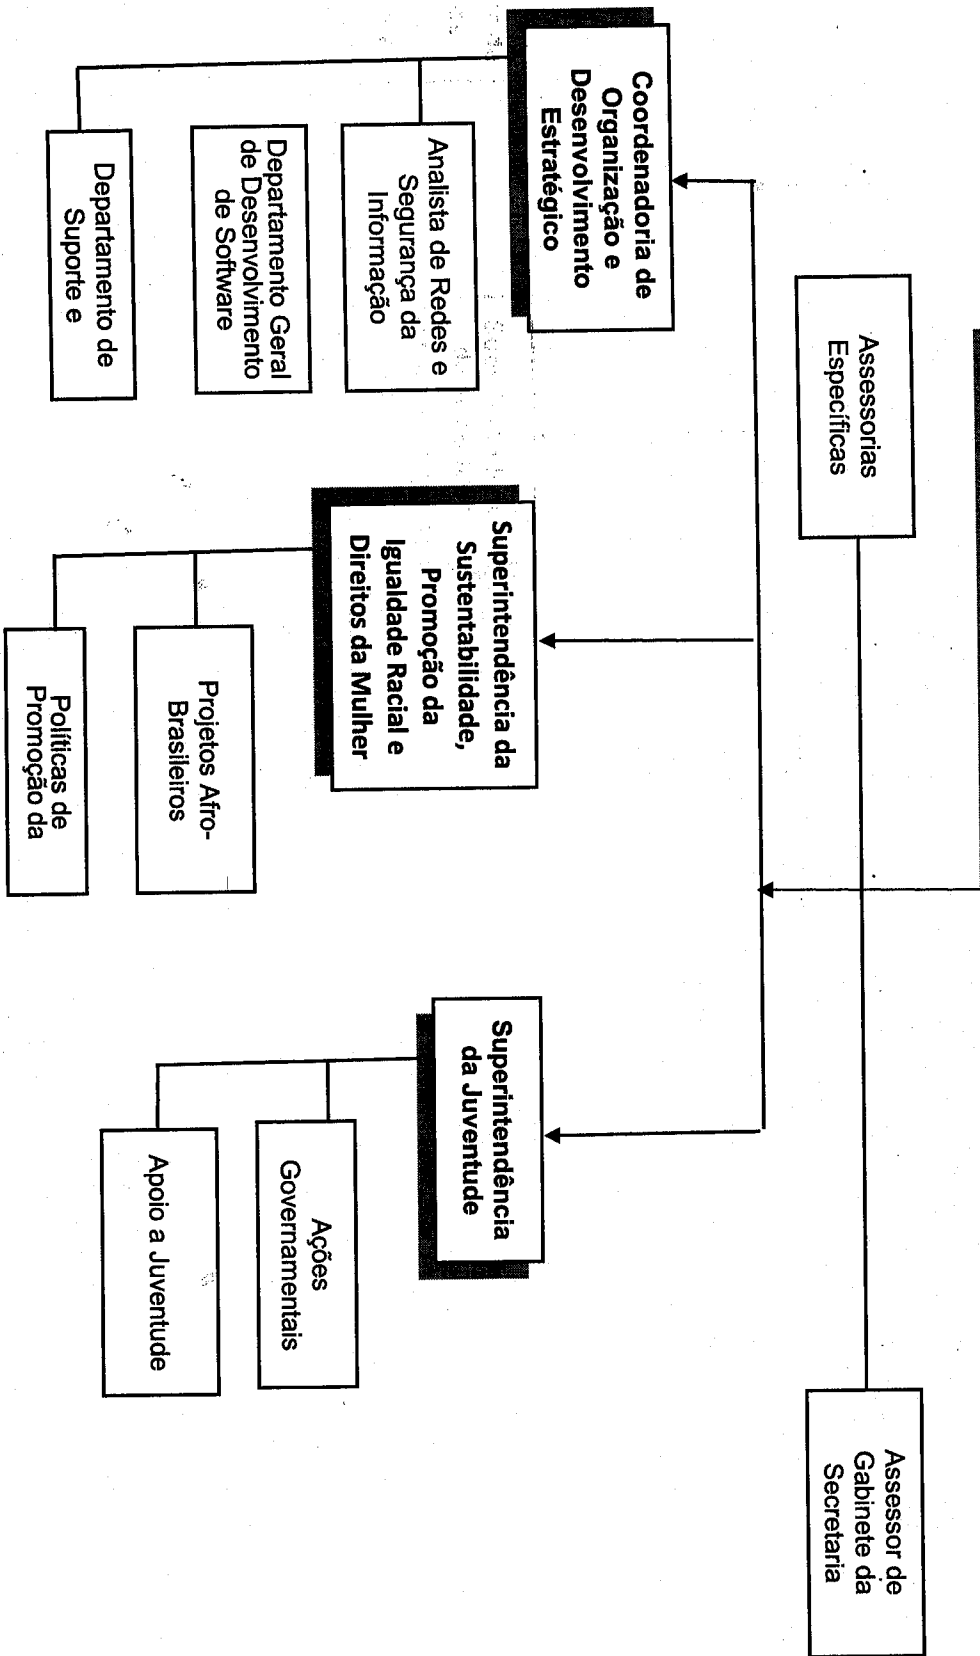 Assessorias
Específicas
Assessor de
Gabinete da
Secretaria
Coordenadoria de
Organização e
Desenvolvimento
Estratégico
Analista de Redes e
Segurança da
Informação
Departamento Geral
de Desenvolvimento
de Software
Departamento de
Suporte e
Superintendência da
Sustentabilidade,
Promoção da
Igualdade Racial e
Direitos da Mulher
Projetos Afro-
Brasileiros
Políticas de
Promoção da
Superintendência
da Juventude
Ações
Governamentais
Apoio a Juventude